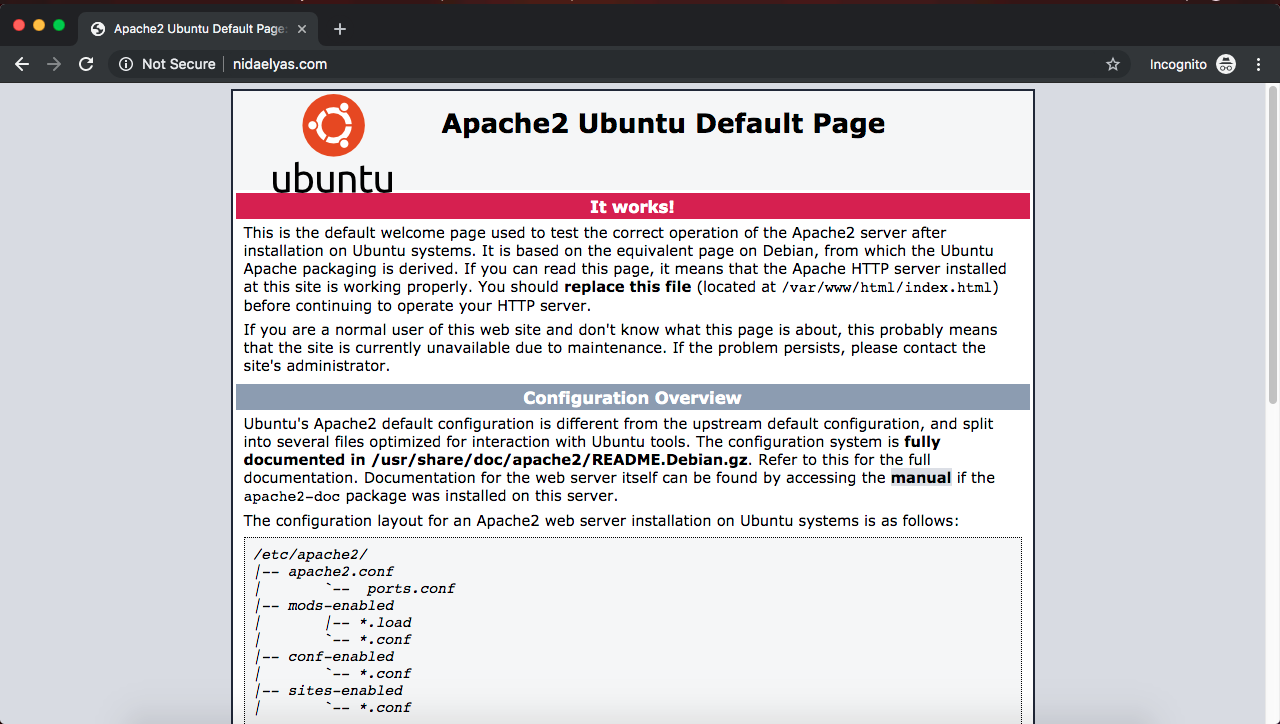 Apache2 Ubuntu Default Page:
Not Secure | nidaelyas.com
Incognito
ubuntu
Apache2 Ubuntu Default Page
It works!
This is the default welcome page used to test the correct operation of the Apache2 server after
installation on Ubuntu systems. It is based on the equivalent page on Debian, from which the Ubuntu
Apache packaging is derived. If you can read this page, it means that the Apache HTTP server installed
at this site is working properly. You should replace this file (located at /var/www/html/index.html)
before continuing to operate your HTTP server.
If you are a normal user of this web site and don't know what this page is about, this probably means
that the site is currently unavailable due to maintenance. If the problem persists, please contact the
site's administrator.
Configuration Overview
Ubuntu's Apache2 default configuration is different from the upstream default configuration, and split
into several files optimized for interaction with Ubuntu tools. The configuration system is fully
documented in /usr/share/doc/apache2/README.Debian.gz. Refer to this for the full
documentation. Documentation for the web server itself can be found by accessing the manual if the
apache2-doc package was installed on this server.
The configuration layout for an Apache2 web server installation on Ubuntu systems is as follows:
/etc/apache2/
|-- apache2.conf
|       `--  ports.conf
|-- mods-enabled
|       |-- *.load
|       `-- *.conf
|-- conf-enabled
|       `-- *.conf
|-- sites-enabled
|       `-- *.conf